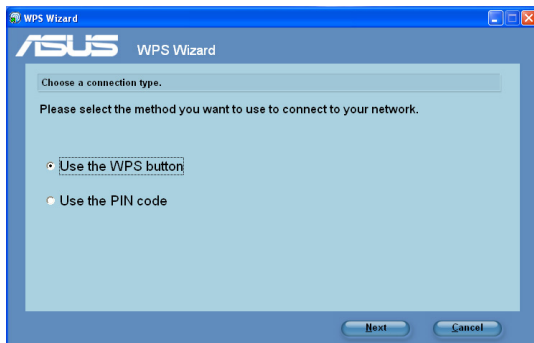 WPS Wizard
ASUS WPS Wizard
Choose a connection type.
Please select the method you want to use to connect to your network.
Use the WPS button
Use the PIN code
Next Cancel